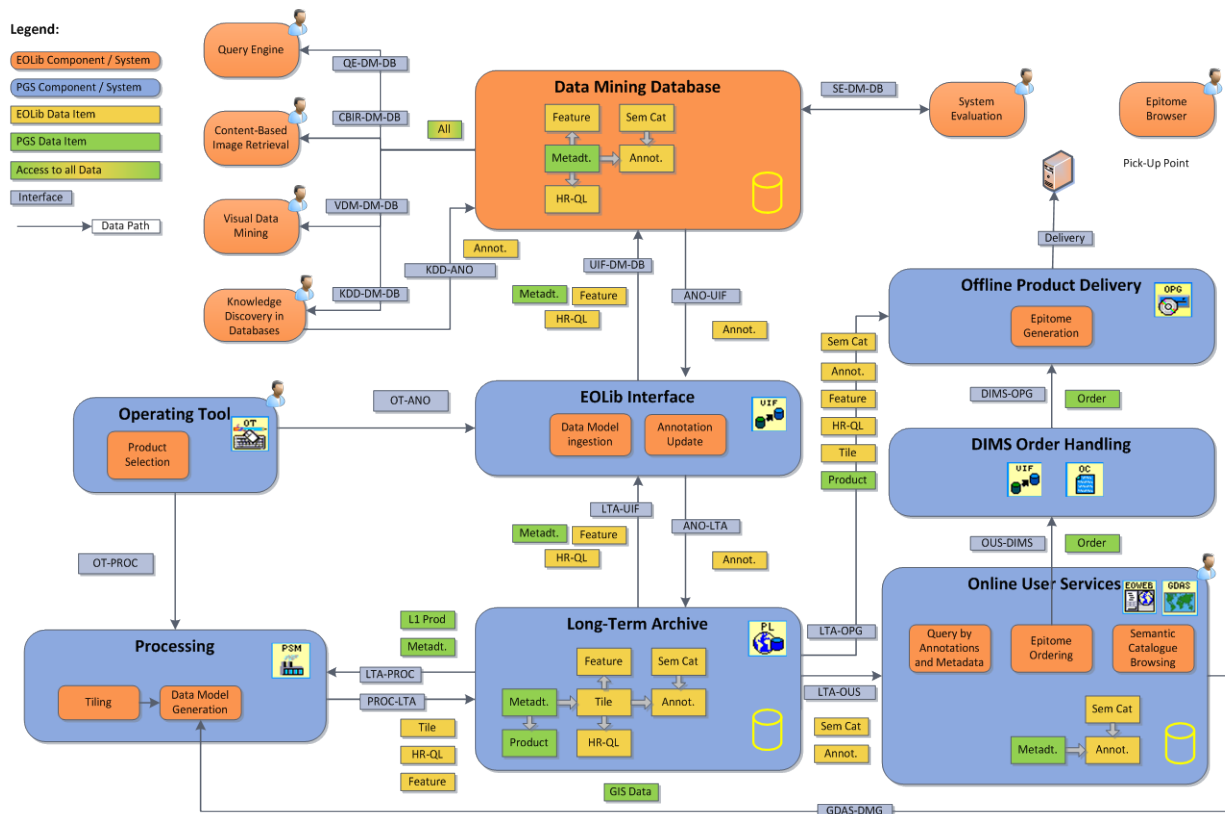 Legend:
EOLib Component / System
PGS Component / System
EOLib Data Item
PGS Data Item
Access to all Data
Interface
Data Path
Query Engine
Content-Based
Image Retrieval
Visual Data
Mining
Knowledge
Discovery in
Databases
QE-DM-DB
CBIR-DM-DB
VDM-DM-DB
KDD-DM-DB
All
KDD-ANO
Annot.
Data Mining Database
Feature
Sem Cat
Metadt.
Annot.
HR-QL
SE-DM-DB
System
Evaluation
Epitome
Browser
Pick-Up Point
Delivery
UIF-DM-DB
Metadt.
Feature
HR-QL
ANO-UIF
Annot.
Offline Product Delivery
OPG
Epitome
Generation
Sem Cat
Annot.
Feature
HR-QL
Tile
Product
DIMS-OPG
Order
Operating Tool
OT
Product
Selection
OT-ANO
EOLib Interface
UIF
Data Model
ingestion
Annotation
Update
DIMS Order Handling
UIF
OC
OUS-DIMS
Order
OT-PROC
LTA-UIF
Metadt.
Feature
HR-QL
ANO-LTA
Annot.
Online User Services
EOWEB
GDAS
Query by
Annotations
and Metadata
Epitome
Ordering
Semantic
Catalogue
Browsing
Sem Cat
Metadt.
Annot.
Processing
PSM
Tiling
Data Model
Generation
L1 Prod
Metadt.
LTA-PROC
PROC-LTA
Tile
HR-QL
Feature
Long-Term Archive
PL
Feature
Sem Cat
Metadt.
Tile
Annot.
Product
HR-QL
LTA-OPG
LTA-OUS
Sem Cat
Annot.
GIS Data
GDAS-DMG